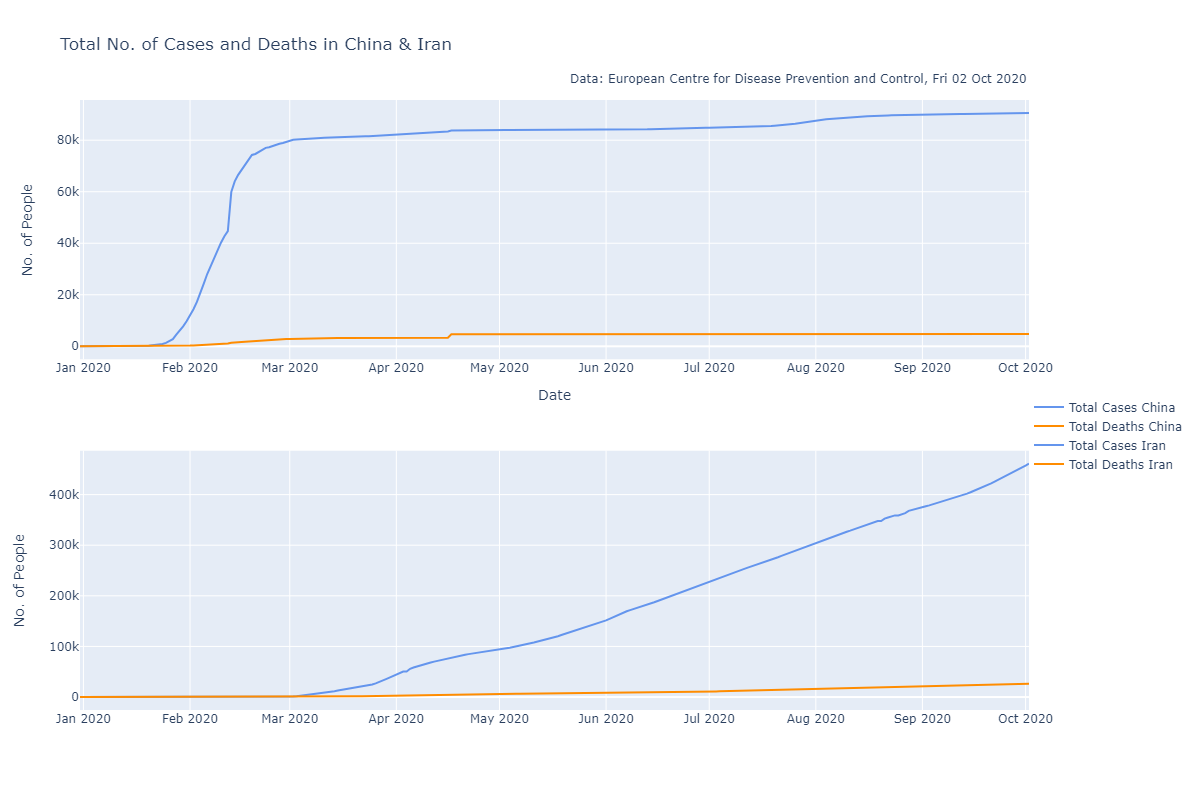 Total No. of Cases and Deaths in China & Iran
Data: European Centre for Disease Prevention and Control, Fri 02 Oct 2020
No. of People
80k
60k
40k
20k
0
Jan 2020 Feb 2020 Mar 2020 Apr 2020 May 2020 Jun 2020 Jul 2020 Aug 2020 Sep 2020 Oct 2020
Date
Total Cases China
Total Deaths China
Total Cases Iran
Total Deaths Iran
No. of People
400k
300k
200k
100k
0
Jan 2020 Feb 2020 Mar 2020 Apr 2020 May 2020 Jun 2020 Jul 2020 Aug 2020 Sep 2020 Oct 2020